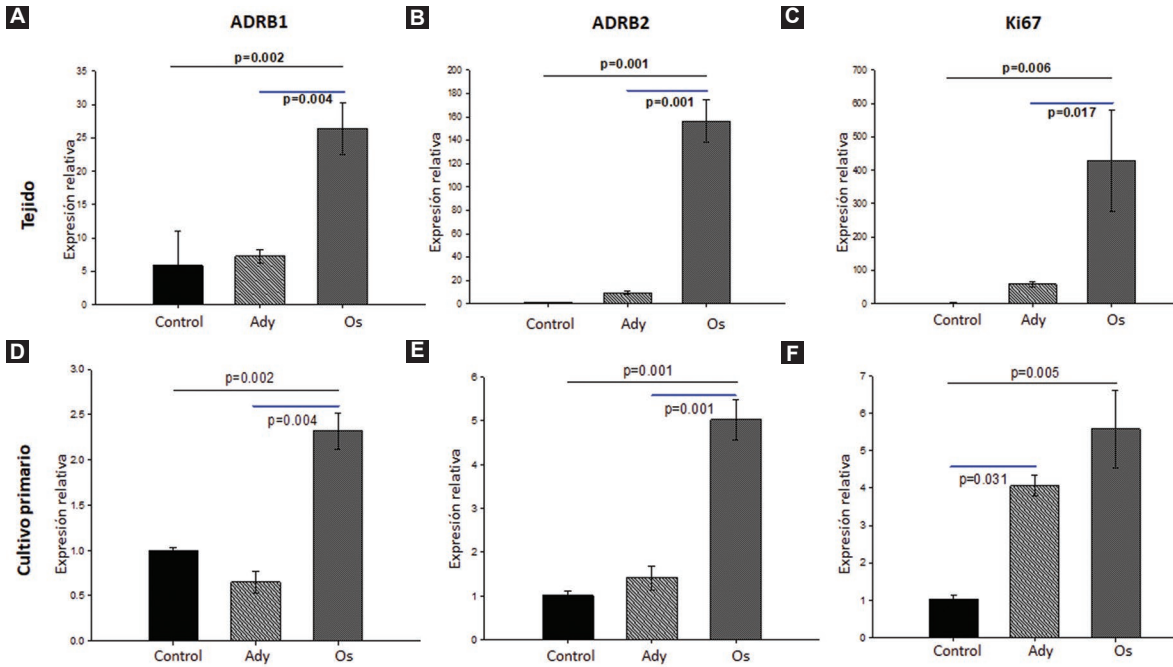 A
ADRB1
B
ADRB2
C
Ki67
Tejido
Expresión relativa
35
30
25
20
15
10
5
0
p=0.002
p=0.004
Control
Ady
Os
Expresión relativa
200
180
160
140
120
100
80
60
40
20
0
p=0.001
p=0.001
Control
Ady
Os
Expresión relativa
700
600
500
400
300
200
100
0
p=0.006
p=0.017
Control
Ady
Os
Cultivo primario
D
Expresión relativa
3.0
2.5
2.0
1.5
1.0
0.5
0.0
p=0.002
p=0.004
Control
Ady
Os
E
Expresión relativa
6
5
4
3
2
1
0
p=0.001
p=0.001
Control
Ady
Os
F
Expresión relativa
7
6
5
4
3
2
1
0
p=0.005
p=0.031
Control
Ady
Os